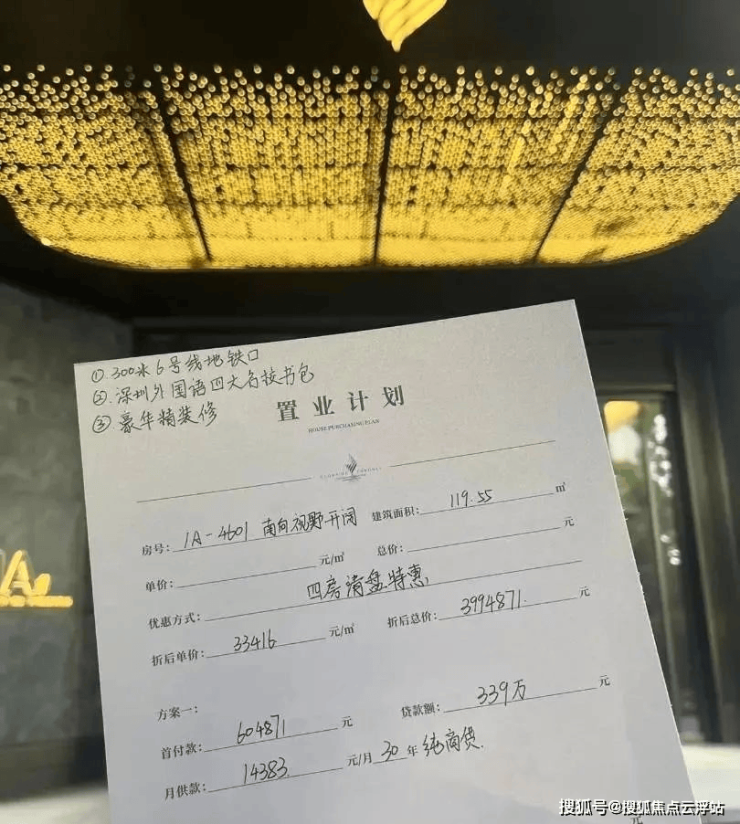 ①.300米6号线地铁口
②.深圳外国语四大名校书包
③.豪华精装修
置业计划
HOUSE PURCHASING PLAN
房号: 1A-4601 南向视野开阔 建筑面积: 119.55 ㎡
单价: 元/㎡ 总价: 元
优惠方式: 四房清盘特惠
折后单价: 33416 元/㎡ 折后总价: 3994871. 元
方案一:
首付款: 604871 元 贷款额: 339万 元
月供款: 14383 元/月 30 年 纯商贷.
元
A
搜狐号@搜狐焦点云浮站